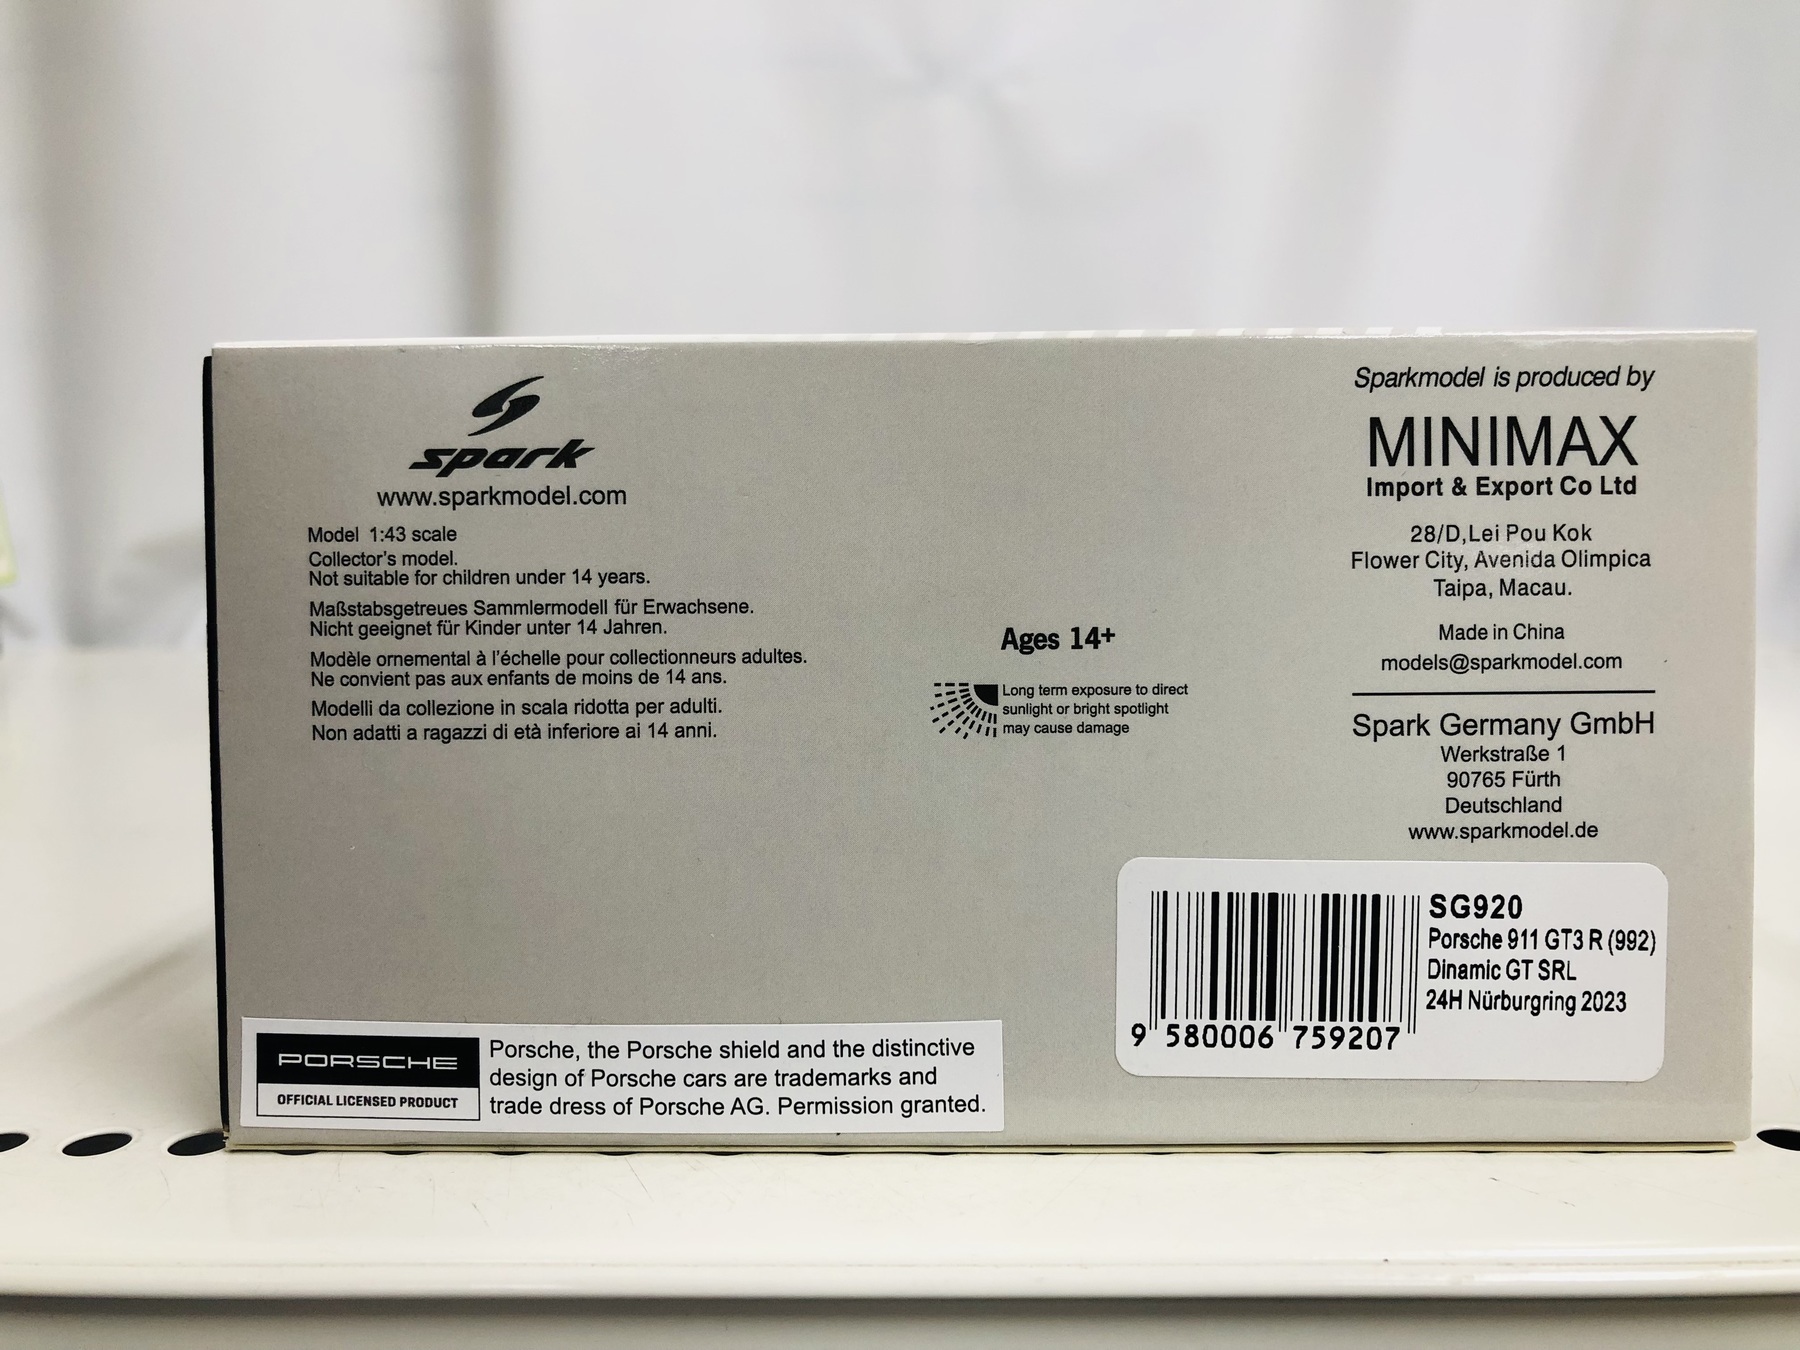 spark
www.sparkmodel.com
Model 1:43 scale
Collector's model.
Not suitable for children under 14 years.
Maßstabsgetreues Sammlermodell für Erwachsene.
Nicht geeignet für Kinder unter 14 Jahren.
Modèle ornemental à l'échelle pour collectionneurs adultes.
Ne convient pas aux enfants de moins de 14 ans.
Modelli da collezione in scala ridotta per adulti.
Non adatti a ragazzi di età inferiore ai 14 anni.
Ages 14+
Long term exposure to direct
sunlight or bright spotlight
may cause damage
Sparkmodel is produced by
MINIMAX
Import & Export Co Ltd
28/D,Lei Pou Kok
Flower City, Avenida Olimpica
Taipa, Macau.
Made in China
models@sparkmodel.com
Spark Germany GmbH
Werkstraße 1
90765 Fürth
Deutschland
www.sparkmodel.de
SG920
Porsche 911 GT3 R (992)
Dinamic GT SRL
24H Nürburgring 2023
9 580006 759207
PORSCHE
OFFICIAL LICENSED PRODUCT
Porsche, the Porsche shield and the distinctive
design of Porsche cars are trademarks and
trade dress of Porsche AG. Permission granted.